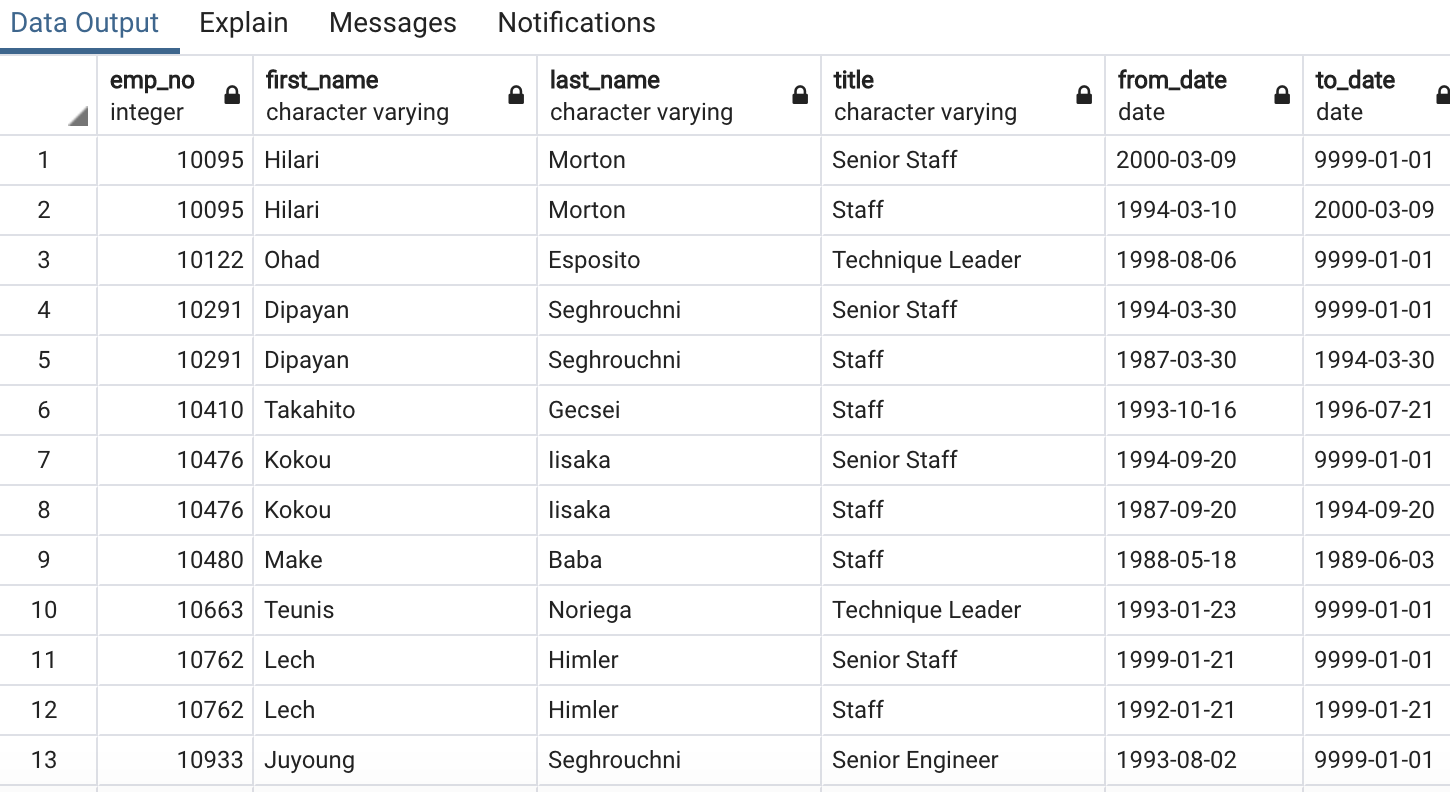 Data Output Explain Messages Notifications
emp_no first_name last_name title from_date to_date
integer character varying character varying character varying date date
1 10095 Hilari Morton Senior Staff 2000-03-09 9999-01-01
2 10095 Hilari Morton Staff 1994-03-10 2000-03-09
3 10122 Ohad Esposito Technique Leader 1998-08-06 9999-01-01
4 10291 Dipayan Seghrouchni Senior Staff 1994-03-30 9999-01-01
5 10291 Dipayan Seghrouchni Staff 1987-03-30 1994-03-30
6 10410 Takahito Gecsei Staff 1993-10-16 1996-07-21
7 10476 Kokou Iisaka Senior Staff 1994-09-20 9999-01-01
8 10476 Kokou Iisaka Staff 1987-09-20 1994-09-20
9 10480 Make Baba Staff 1988-05-18 1989-06-03
10 10663 Teunis Noriega Technique Leader 1993-01-23 9999-01-01
11 10762 Lech Himler Senior Staff 1999-01-21 9999-01-01
12 10762 Lech Himler Staff 1992-01-21 1999-01-21
13 10933 Juyoung Seghrouchni Senior Engineer 1993-08-02 9999-01-01